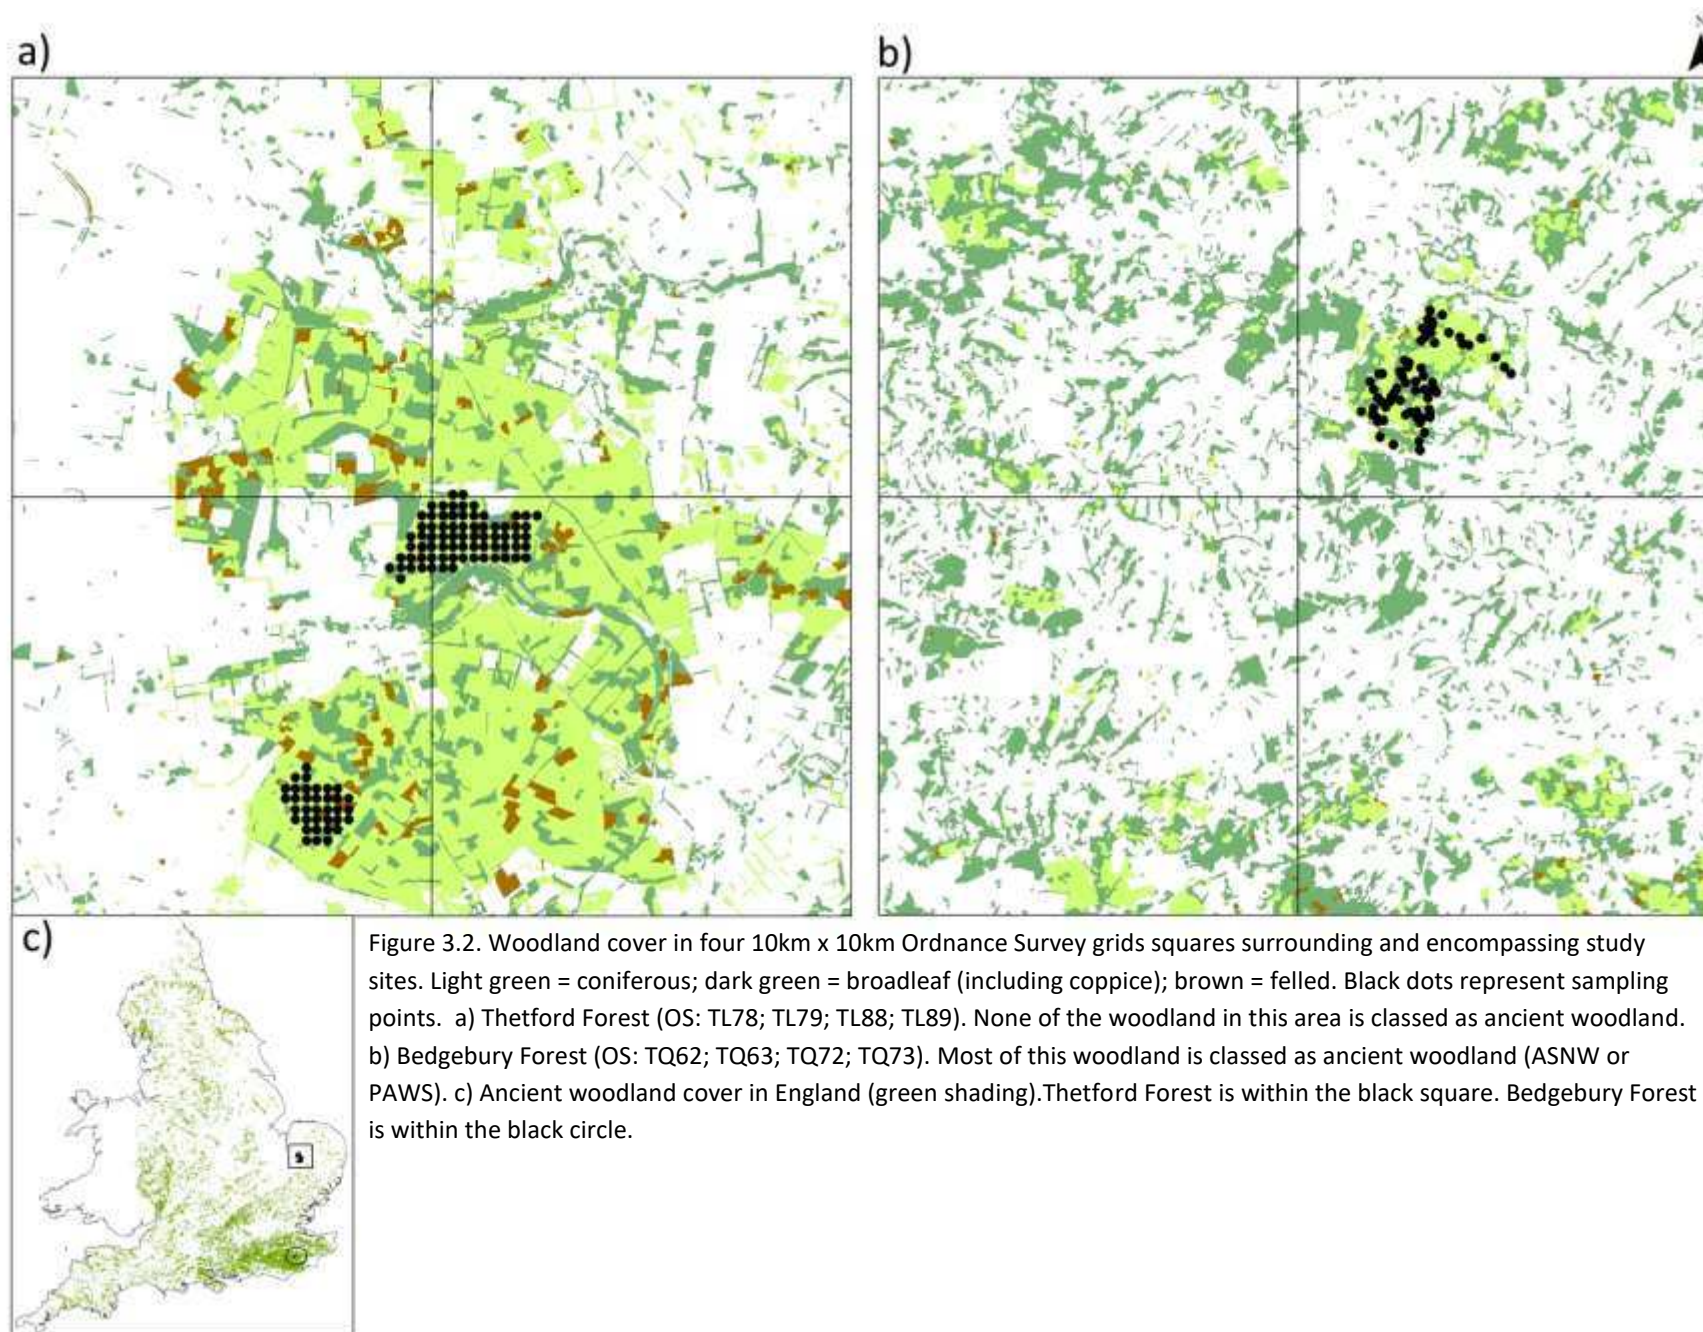 a)
b)
c)
Figure 3.2. Woodland cover in four 10km x 10km Ordnance Survey grids squares surrounding and encompassing study
sites. Light green = coniferous; dark green = broadleaf (including coppice); brown = felled. Black dots represent sampling
points.  a) Thetford Forest (OS: TL78; TL79; TL88; TL89). None of the woodland in this area is classed as ancient woodland.
b) Bedgebury Forest (OS: TQ62; TQ63; TQ72; TQ73). Most of this woodland is classed as ancient woodland (ASNW or
PAWS). c) Ancient woodland cover in England (green shading).Thetford Forest is within the black square. Bedgebury Forest
is within the black circle.